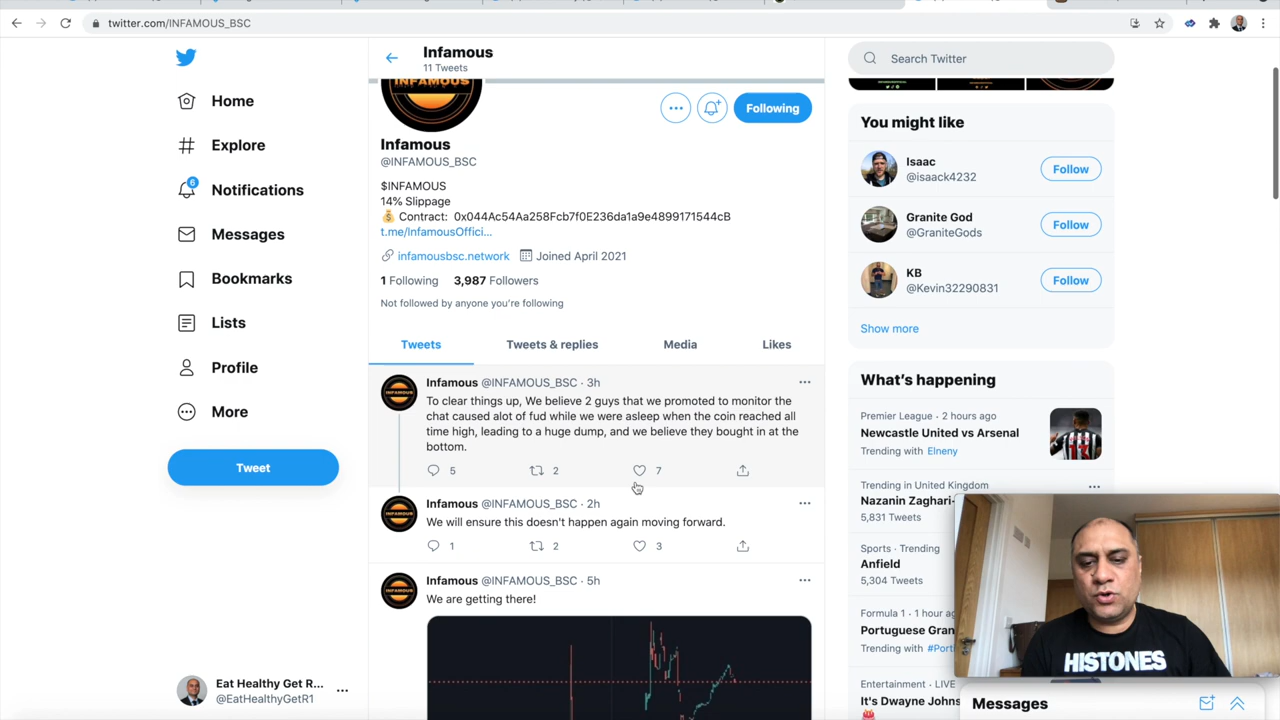 twitter.com/INFAMOUS_BSC
Home
Explore
6
Notifications
Messages
Bookmarks
Lists
Profile
More
Tweet
Eat Healthy Get R...
@EatHealthyGetR1
Infamous
11 Tweets
INFAMOUS
Following
Infamous
@INFAMOUS_BSC
$INFAMOUS
14% Slippage
💰 Contract: 0x044Ac54Aa258Fcb7f0E236da1a9e4899171544cB
t.me/InfamousOffici...
infamousbsc.network Joined April 2021
1 Following 3,987 Followers
Not followed by anyone you're following
Tweets Tweets & replies Media Likes
Infamous @INFAMOUS_BSC · 3h
To clear things up, We believe 2 guys that we promoted to monitor the
chat caused alot of fud while we were asleep when the coin reached all
time high, leading to a huge dump, and we believe they bought in at the
bottom.
5 2 7
Infamous @INFAMOUS_BSC · 2h
We will ensure this doesn't happen again moving forward.
1 2 3
Infamous @INFAMOUS_BSC · 5h
We are getting there!
Search Twitter
You might like
Isaac
@isaack4232
Follow
Granite God
@GraniteGods
Follow
KB
@Kevin32290831
Follow
Show more
What's happening
Premier League · 2 hours ago
Newcastle United vs Arsenal
Trending with Elneny
Trending in United Kingdom
Nazanin Zaghari-
5,831 Tweets
Sports · Trending
Anfield
5,304 Tweets
Formula 1 · 1 hour ag
Portuguese Gran
Trending with #Port
Entertainment · LIVE
It's Dwayne Johns
HISTONES
Messages